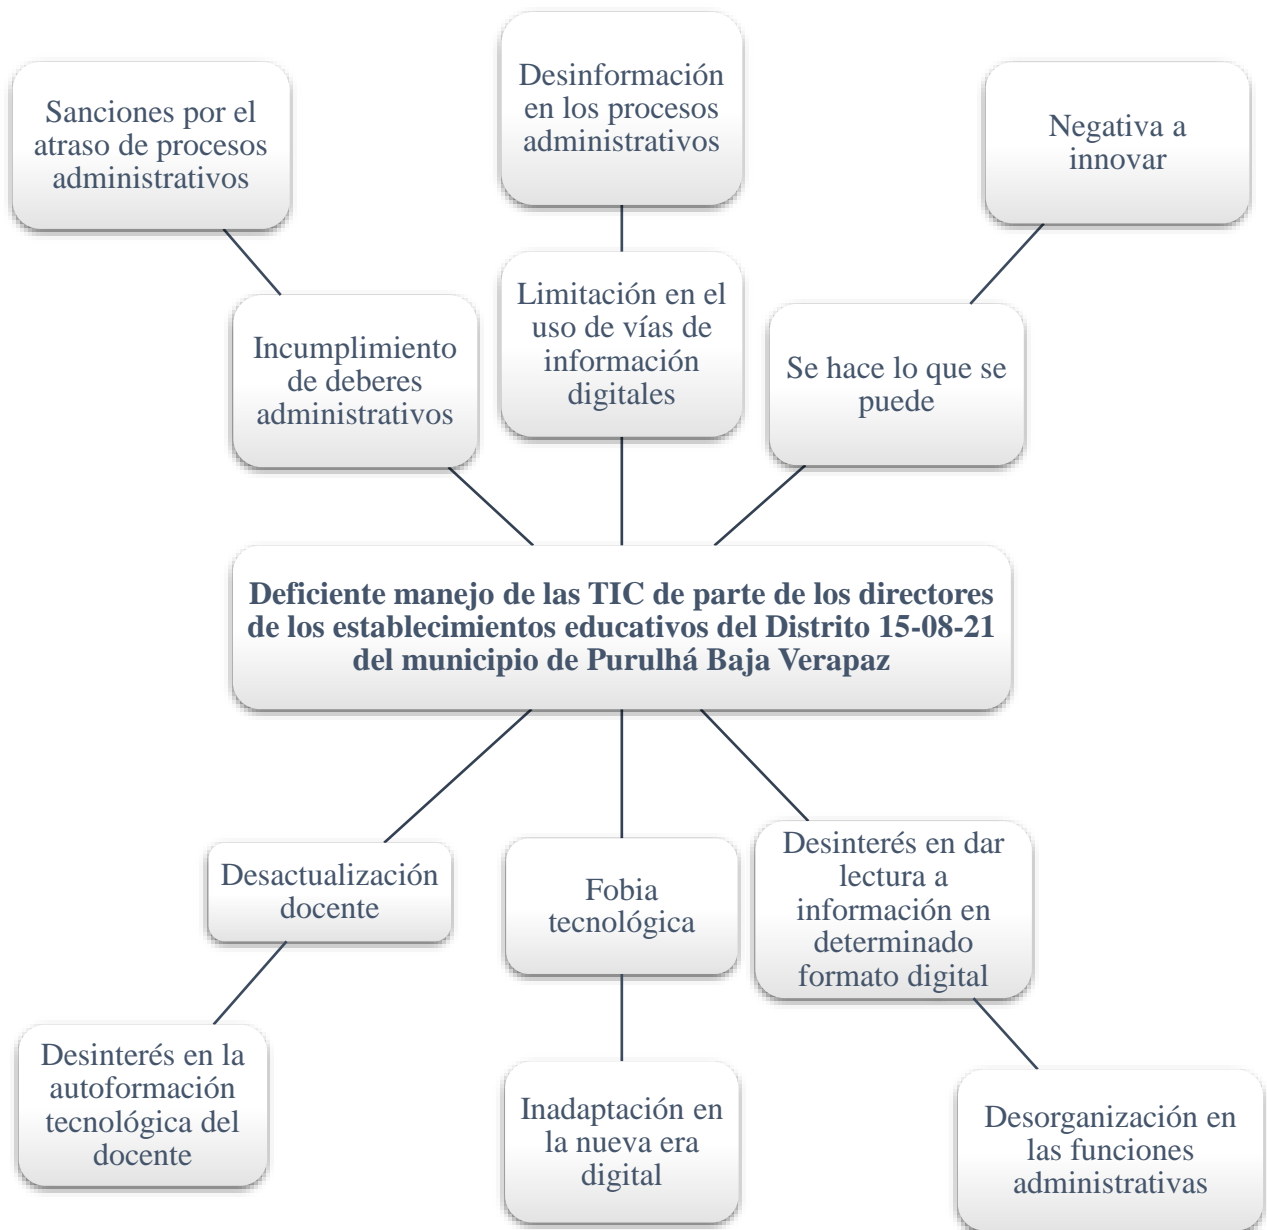 Sanciones por el
atraso de procesos
administrativos
Desinformación
en los procesos
administrativos
Negativa a
innovar
Incumplimiento
de deberes
administrativos
Limitación en el
uso de vías de
información
digitales
Se hace lo que se
puede
Deficiente manejo de las TIC de parte de los directores
de los establecimientos educativos del Distrito 15-08-21
del municipio de Purulhá Baja Verapaz
Desactualización
docente
Fobia
tecnológica
Desinterés en dar
lectura a
información en
determinado
formato digital
Desinterés en la
autoformación
tecnológica del
docente
Inadaptación en
la nueva era
digital
Desorganización en
las funciones
administrativas